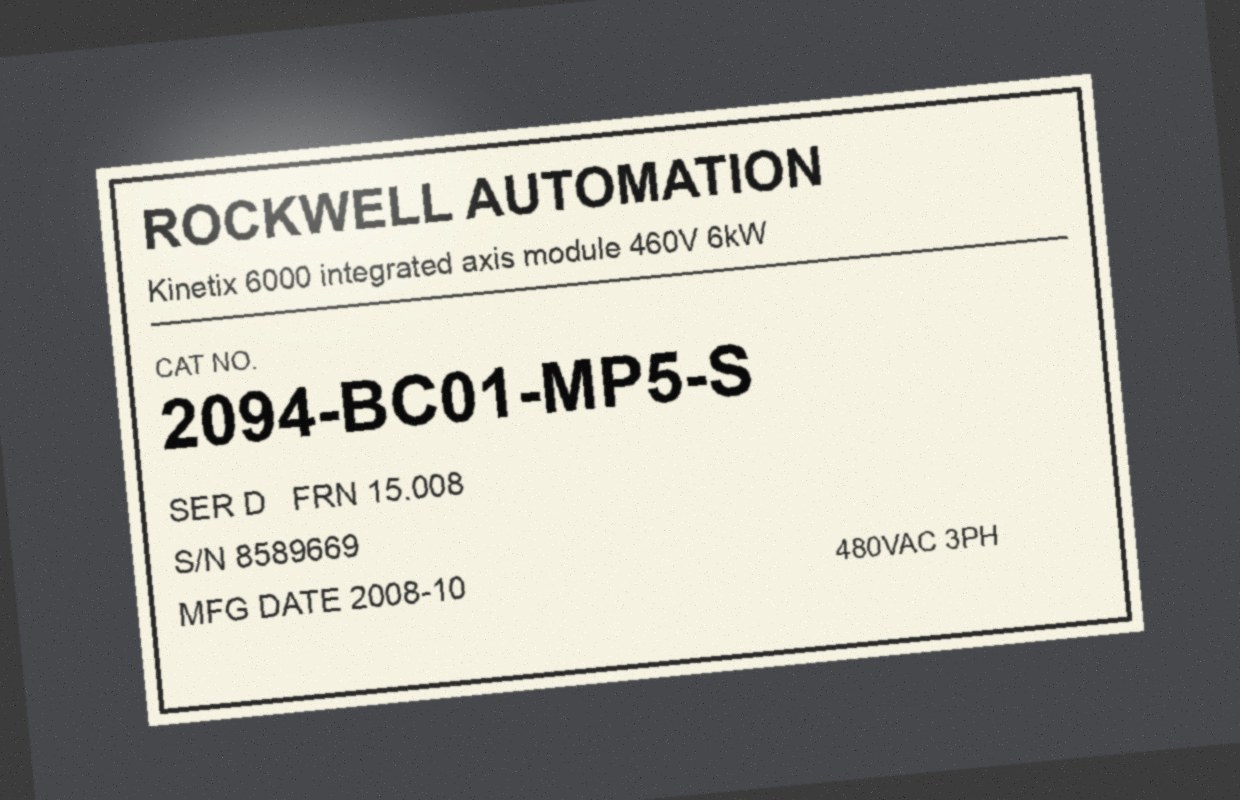 ROCKWELL AUTOMATION
Kinetix 6000 integrated axis module 460V 6kW
CAT NO.
2094-BC01-MP5-S
SER D FRN 15.008
S/N 8589669
480VAC 3PH
MFG DATE 2008-10